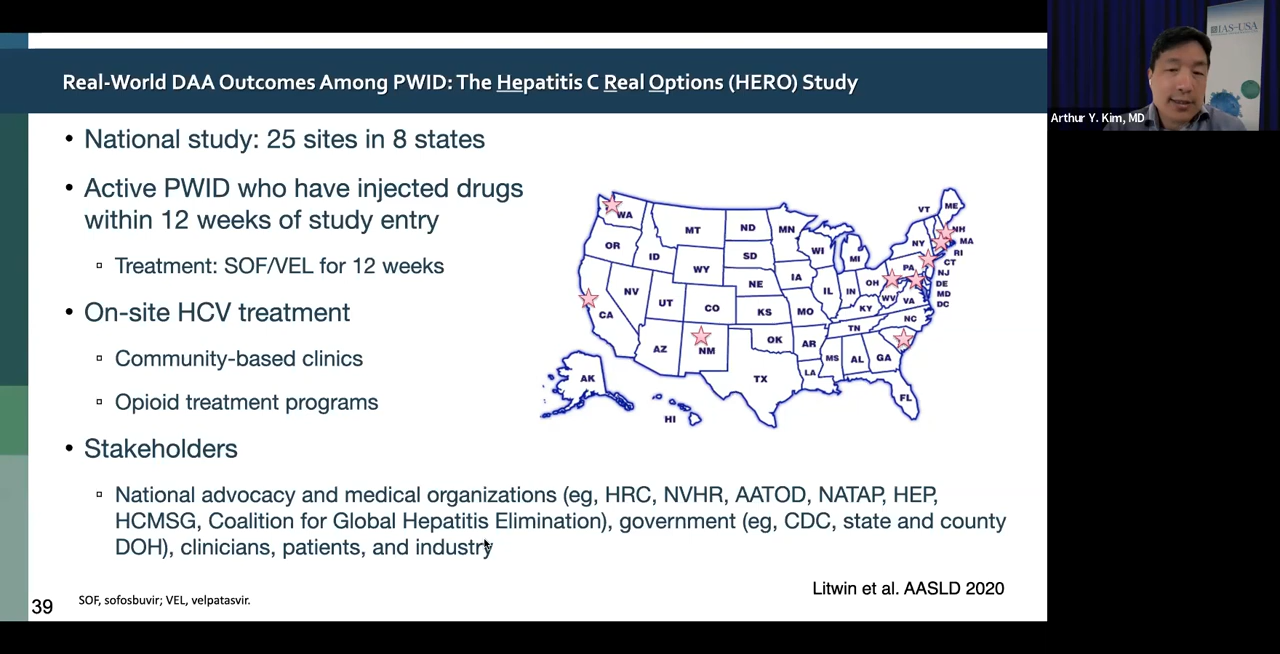 Real-World DAA Outcomes Among PWID: The Hepatitis C Real Options (HERO) Study
• National study: 25 sites in 8 states
• Active PWID who have injected drugs
within 12 weeks of study entry
▫ Treatment: SOF/VEL for 12 weeks
• On-site HCV treatment
▫ Community-based clinics
▫ Opioid treatment programs
• Stakeholders
▫ National advocacy and medical organizations (eg, HRC, NVHR, AATOD, NATAP, HEP,
HCMSG, Coalition for Global Hepatitis Elimination), government (eg, CDC, state and county
DOH), clinicians, patients, and industry
WA
OR
CA
NV
ID
MT
WY
UT
AZ
CO
NM
ND
SD
NE
KS
OK
TX
MN
IA
MO
AR
LA
WI
IL
MI
IN
OH
KY
TN
MS
AL
GA
FL
NC
VA
WV
PA
NY
VT
ME
NH
MA
RI
CT
NJ
DE
MD
DC
AK
HI
Litwin et al. AASLD 2020
SOF, sofosbuvir; VEL, velpatasvir.
39
IAS–USA
Arthur Y. Kim, MD